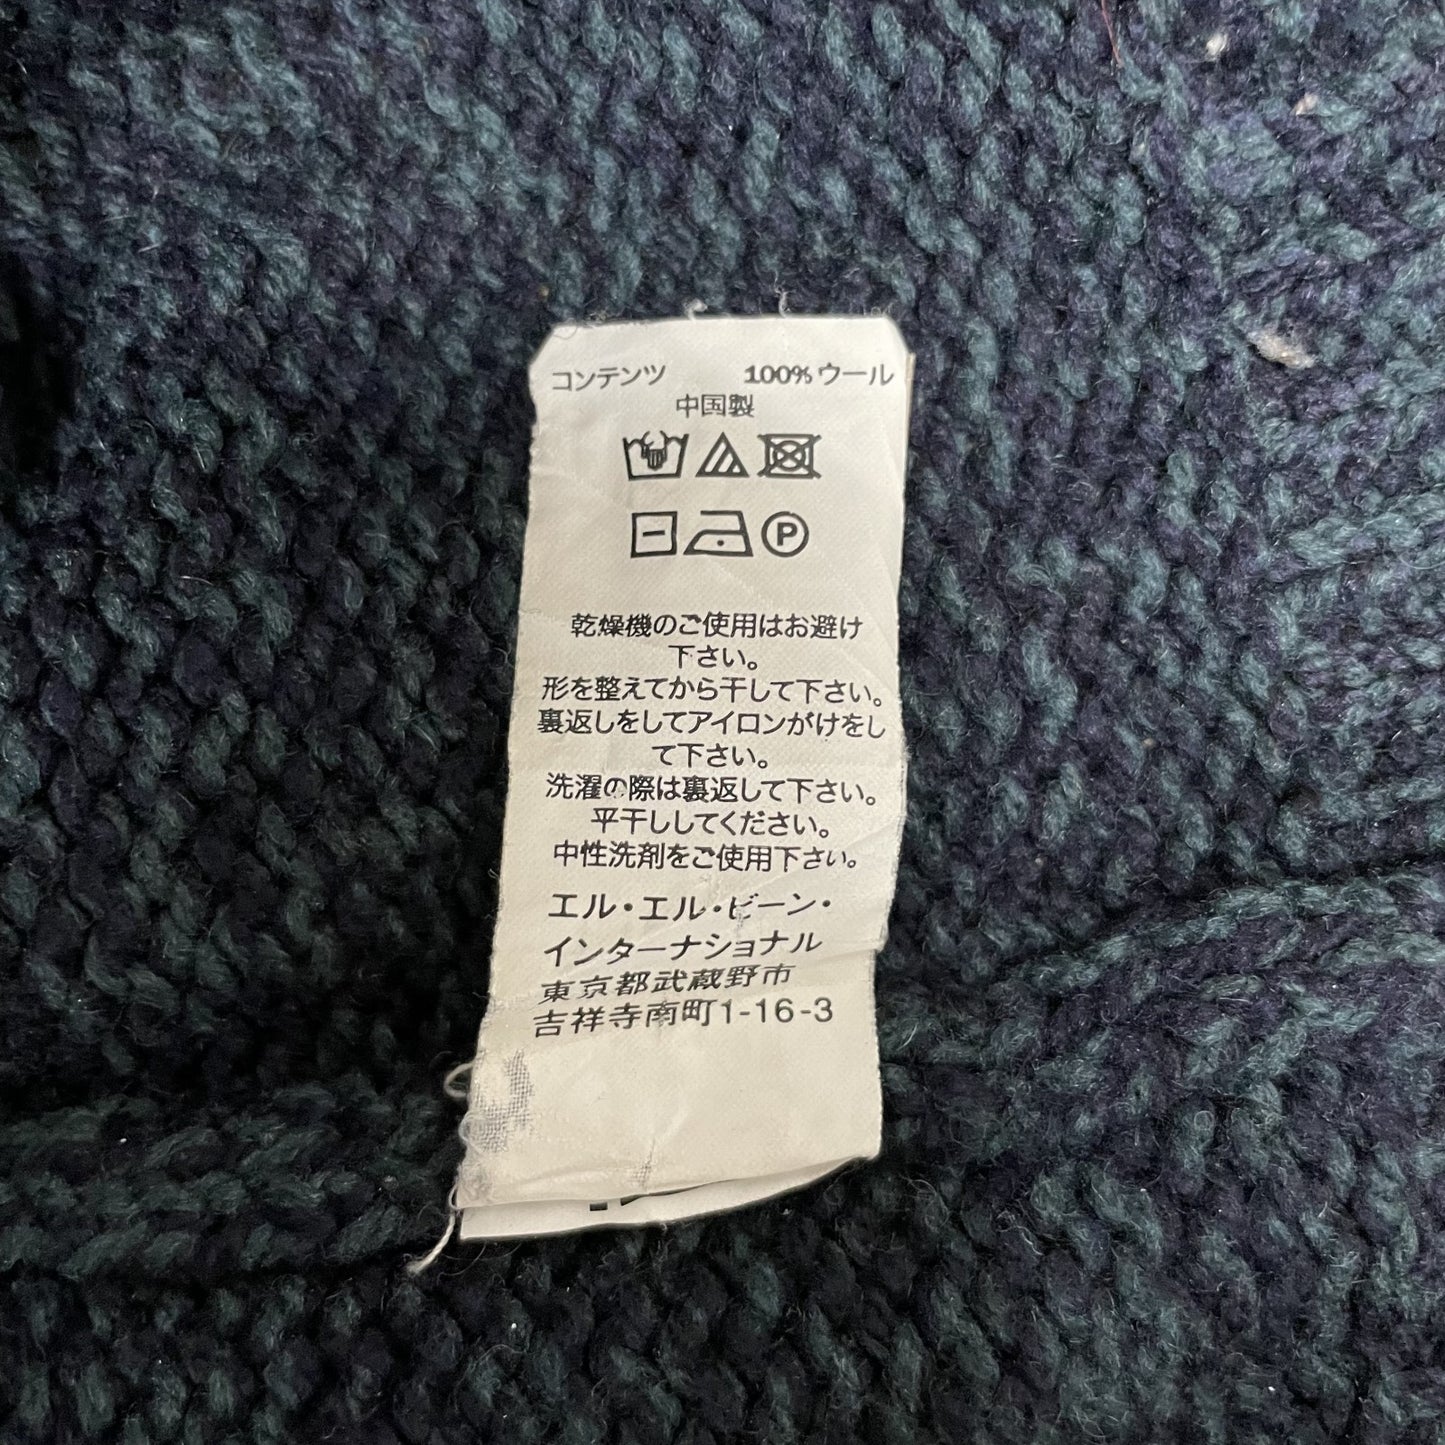 コンテンツ 100% ウール
中国製
P
乾燥機のご使用はお避け
下さい。
形を整えてから干して下さい。
裏返しをしてアイロンがけをし
て下さい。
洗濯の際は裏返して下さい。
平干ししてください。
中性洗剤をご使用下さい。
エル・エル・ビーン・
インターナショナル
東京都武蔵野市
吉祥寺南町1-16-3